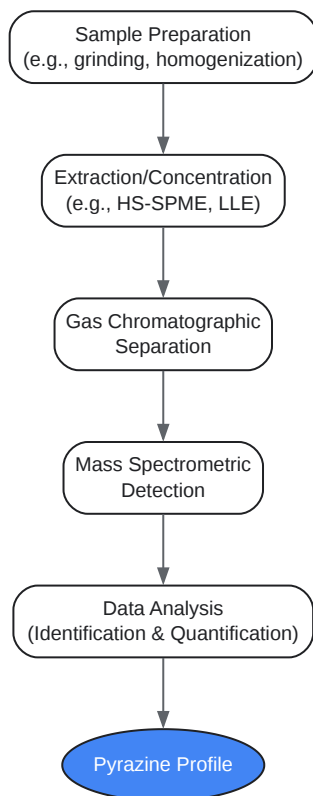 Sample Preparation
(e.g., grinding, homogenization)
Extraction/Concentration
(e.g., HS-SPME, LLE)
Gas Chromatographic
Separation
Mass Spectrometric
Detection
Data Analysis
(Identification & Quantification)
Pyrazine Profile